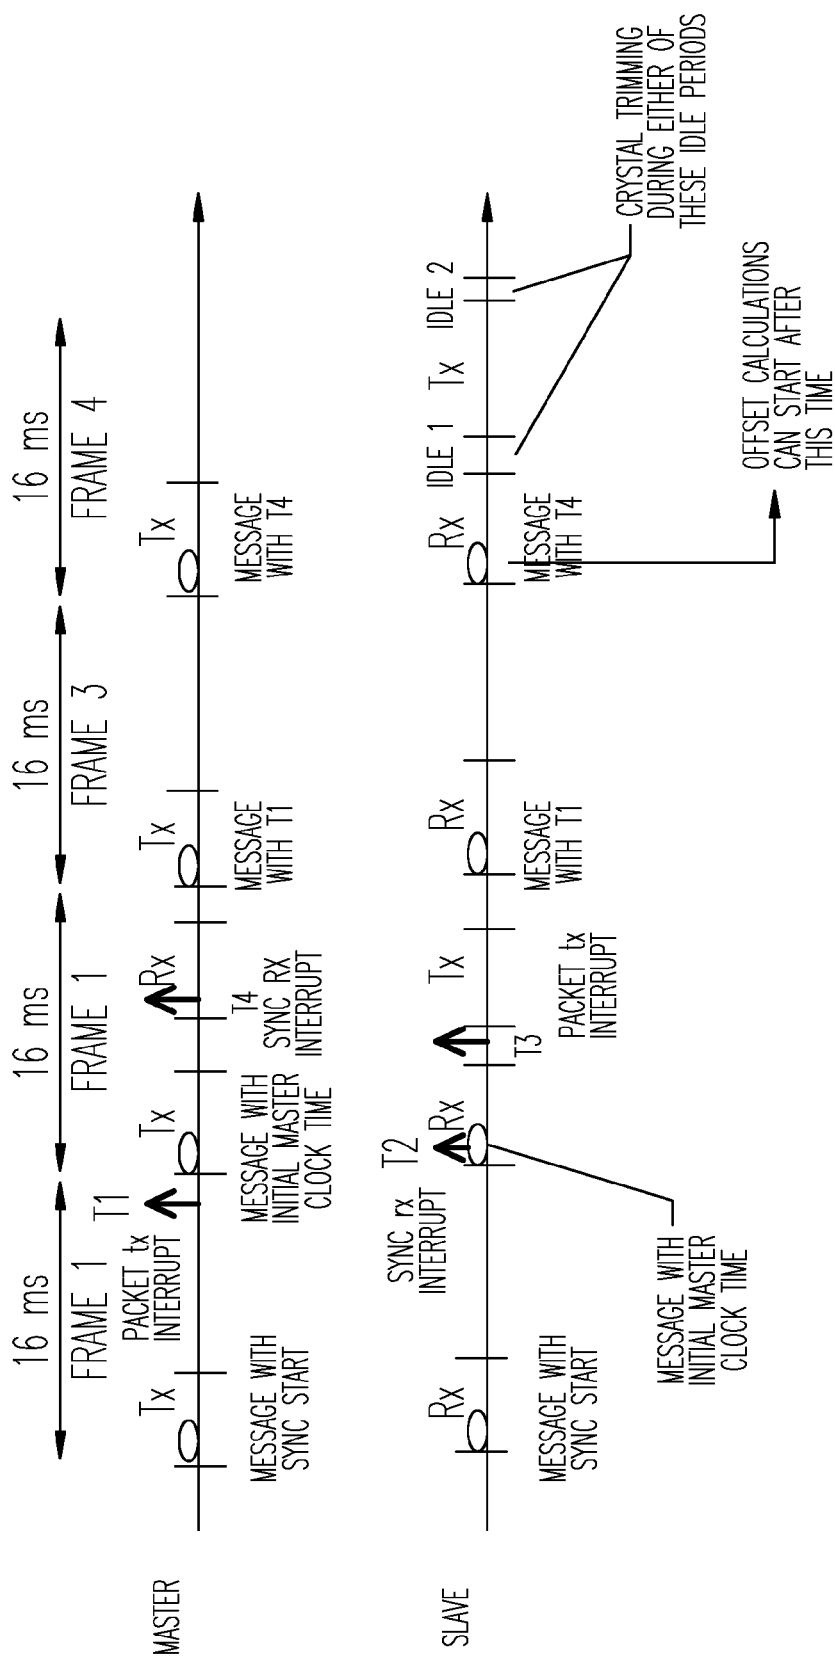 16 ms
FRAME 1
16 ms
FRAME 1
16 ms
FRAME 3
16 ms
FRAME 4
MASTER
Tx
MESSAGE WITH
SYNC START
T1
PACKET tx
INTERRUPT
Tx
MESSAGE WITH
INITIAL MASTER
CLOCK TIME
Rx
T4
SYNC RX
INTERRUPT
Tx
MESSAGE
WITH T1
Tx
MESSAGE
WITH T4
SLAVE
Rx
MESSAGE WITH
SYNC START
SYNC rx
INTERRUPT
T2
Rx
MESSAGE WITH
INITIAL MASTER
CLOCK TIME
T3
PACKET tx
INTERRUPT
Tx
Rx
MESSAGE
WITH T1
Rx
MESSAGE
WITH T4
IDLE 1
Tx
IDLE 2
OFFSET CALCULATIONS
CAN START AFTER
THIS TIME
CRYSTAL TRIMMING
DURING EITHER OF
THESE IDLE PERIODS